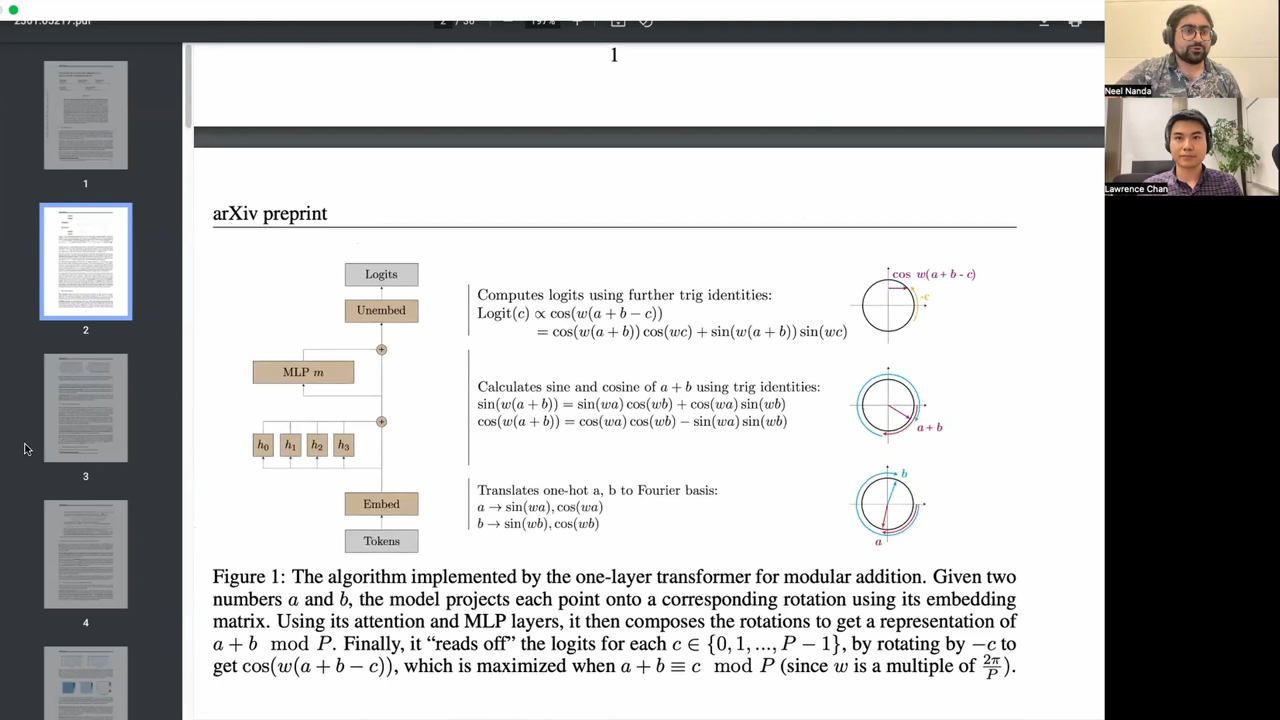 2301.05217.pdf
2 / 36
197%
1
2
3
4
1
arXiv preprint
Logits
Unembed
MLP m
h0 h1 h2 h3
Embed
Tokens
Computes logits using further trig identities:
Logit(c) ∝ cos(w(a + b − c))
= cos(w(a + b)) cos(wc) + sin(w(a + b)) sin(wc)
Calculates sine and cosine of a + b using trig identities:
sin(w(a + b)) = sin(wa) cos(wb) + cos(wa) sin(wb)
cos(w(a + b)) = cos(wa) cos(wb) − sin(wa) sin(wb)
Translates one-hot a, b to Fourier basis:
a → sin(wa), cos(wa)
b → sin(wb), cos(wb)
cos w(a + b - c)
-c
a + b
b
a
Figure 1: The algorithm implemented by the one-layer transformer for modular addition. Given two
numbers a and b, the model projects each point onto a corresponding rotation using its embedding
matrix. Using its attention and MLP layers, it then composes the rotations to get a representation of
a + b mod P. Finally, it “reads off” the logits for each c ∈ {0, 1, ..., P − 1}, by rotating by −c to
get cos(w(a + b − c)), which is maximized when a + b ≡ c mod P (since w is a multiple of 2π/P).
Neel Nanda
Lawrence Chan